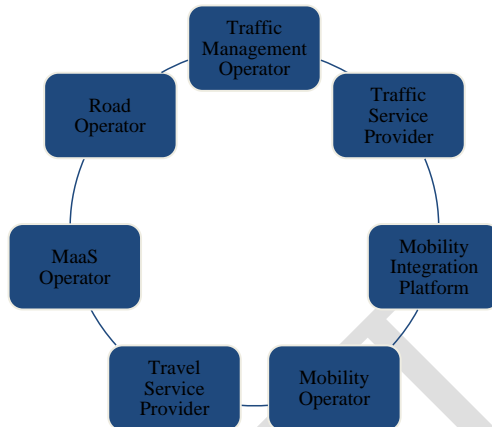 Traffic
Management
Operator
Traffic
Service
Provider
Mobility
Integration
Platform
Mobility
Operator
Travel
Service
Provider
MaaS
Operator
Road
Operator